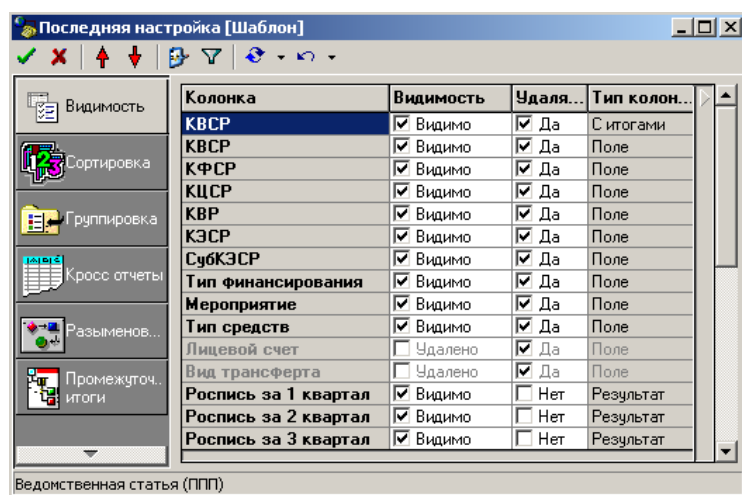 Последняя настройка [Шаблон]
Видимость
Сортировка
Группировка
Кросс отчеты
Разыменов...
Промежуточ..
итоги
Колонка Видимость Удаля... Тип колон...
КВСР Видимо Да С итогами
КВСР Видимо Да Поле
КФСР Видимо Да Поле
КЦСР Видимо Да Поле
КВР Видимо Да Поле
КЭСР Видимо Да Поле
СубКЭСР Видимо Да Поле
Тип финансирования Видимо Да Поле
Мероприятие Видимо Да Поле
Тип средств Видимо Да Поле
Лицевой счет Удалено Да Поле
Вид трансферта Удалено Да Поле
Роспись за 1 квартал Видимо Нет Результат
Роспись за 2 квартал Видимо Нет Результат
Роспись за 3 квартал Видимо Нет Результат
Ведомственная статья (ППП)